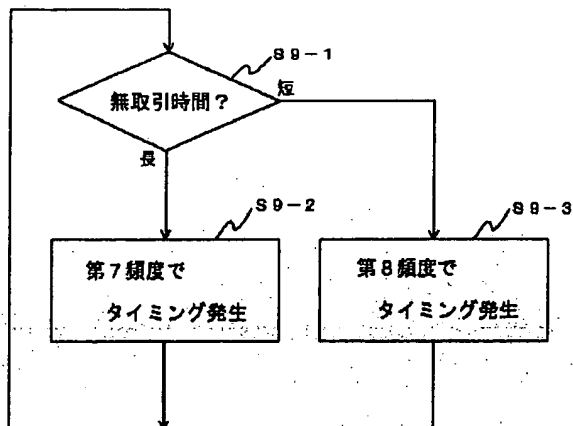 S9-1
無取引時間？
短
長
S9-2
S9-3
第7頻度で
タイミング発生
第8頻度で
タイミング発生